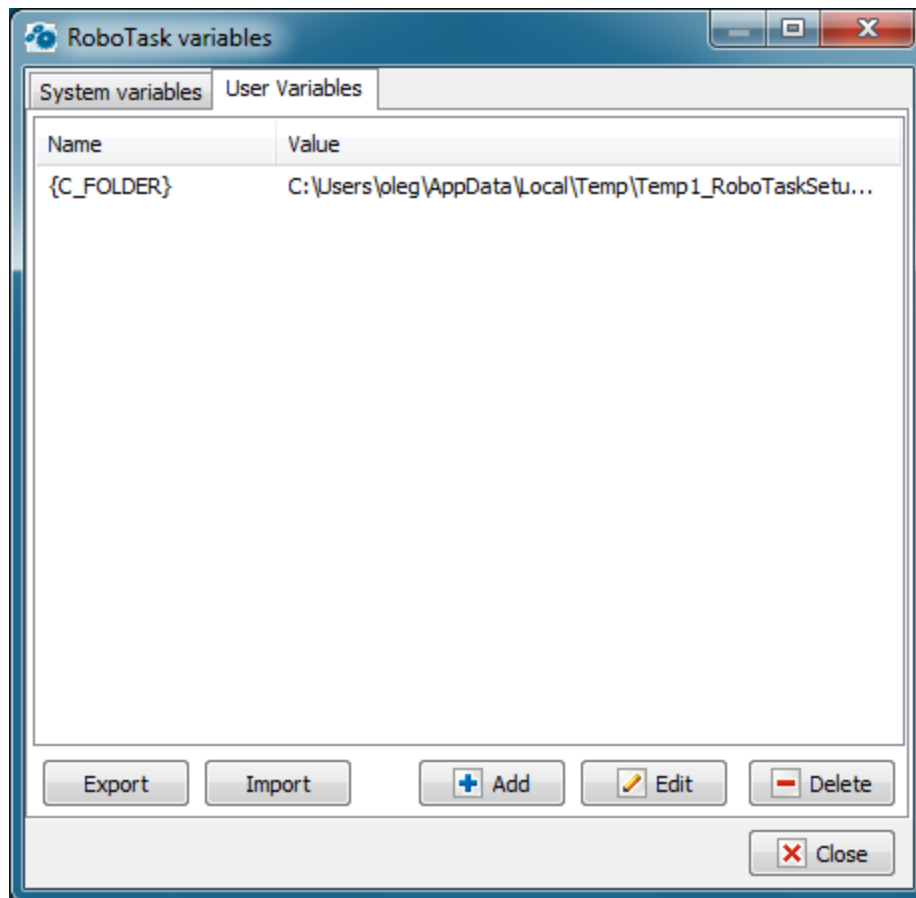 RoboTask variables
System variables User Variables
Name Value
{C_FOLDER} C:\Users\oleg\AppData\Local\Temp\Temp1_RoboTaskSetu...
Export Import Add Edit Delete
Close